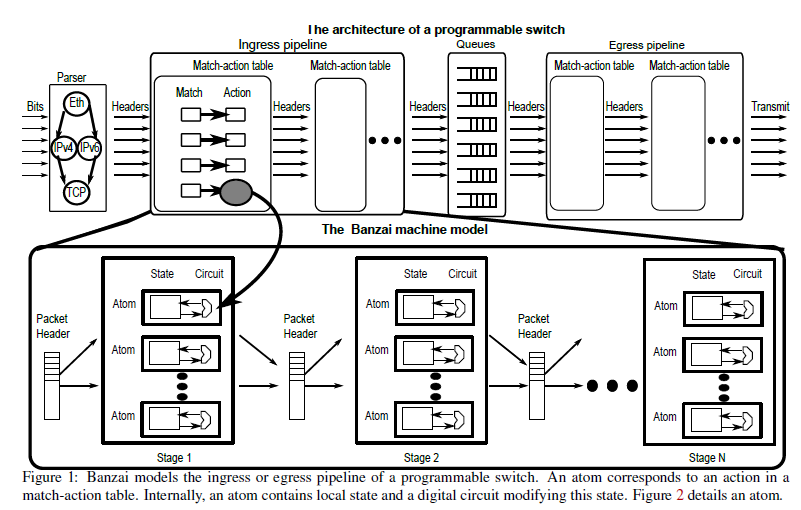 The architecture of a programmable switch
Ingress pipeline
Queues
Egress pipeline
Match-action table
Match-action table
Match-action table
Match-action table
Parser
Match
Action
Bits
Eth
Headers
Headers
Headers
Headers
Headers
Transmit
IPv4
IPv6
TCP
The Banzai machine model
State
Circuit
State
Circuit
State
Circuit
Atom
Atom
Atom
Packet
Header
Packet
Header
Packet
Header
Atom
Atom
Atom
Atom
Atom
Atom
Stage 1
Stage 2
Stage N
Figure 1: Banzai models the ingress or egress pipeline of a programmable switch. An atom corresponds to an action in a
match-action table. Internally, an atom contains local state and a digital circuit modifying this state. Figure 2 details an atom.